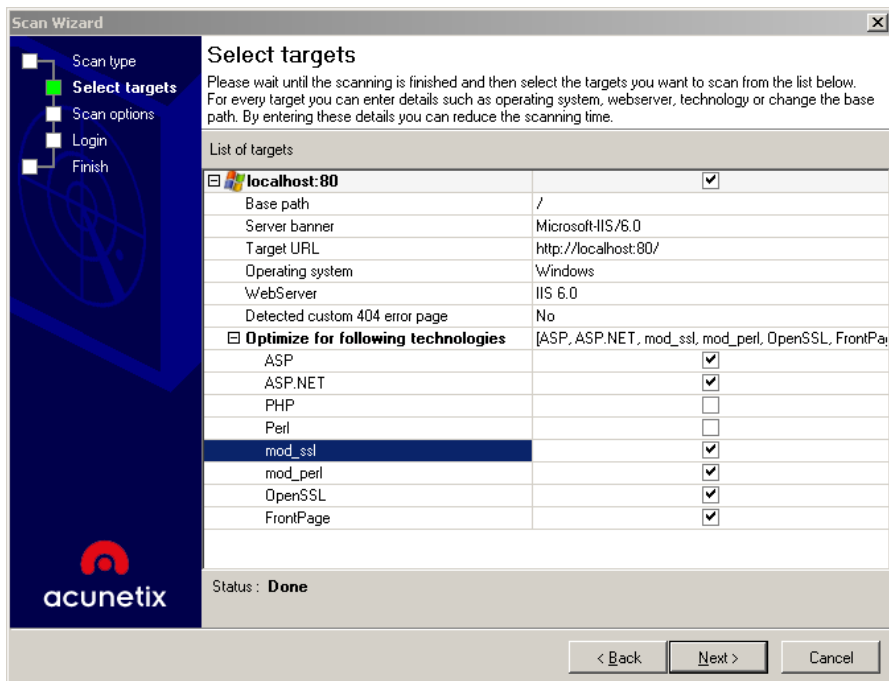 Scan Wizard
Scan type
Select targets
Scan options
Login
Finish
Select targets
Please wait until the scanning is finished and then select the targets you want to scan from the list below.
For every target you can enter details such as operating system, webserver, technology or change the base
path. By entering these details you can reduce the scanning time.
List of targets
localhost:80
Base path /
Server banner Microsoft-IIS/6.0
Target URL http://localhost:80/
Operating system Windows
WebServer IIS 6.0
Detected custom 404 error page No
Optimize for following technologies [ASP, ASP.NET, mod_ssl, mod_perl, OpenSSL, FrontPa
ASP
ASP.NET
PHP
Perl
mod_ssl
mod_perl
OpenSSL
FrontPage
acunetix
Status : Done
< Back Next > Cancel